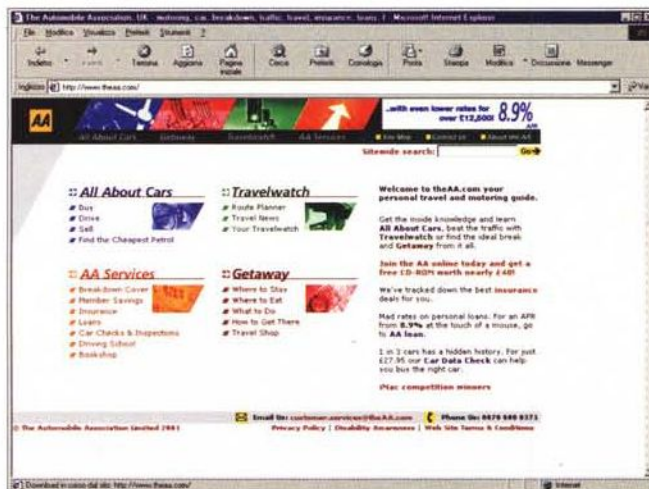 The Automobile Association, UK - motoring, car, breakdown, traffic, travel, insurance, loans, f - Microsoft Internet Explorer
File Modifica Visualizza Preferiti Strumenti ?
Indietro Avanti Termina Aggiorna Pagina iniziale Cerca Preferiti Cronologia Posta Stampa Modifica Discussione Messenger
Indirizzo http://www.theaa.com/ Vai
AA
...with even lower rates for
over £12,500! 8.9%
APR
All About Cars Getaway Travelwatch AA Services Site Map Contact us About the AA
Sitewide search: Go
All About Cars
Buy
Drive
Sell
Find the Cheapest Petrol
Travelwatch
Route Planner
Travel News
Your Travelwatch
AA Services
Breakdown Cover
Member Savings
Insurance
Loans
Car Checks & Inspections
Driving School
Bookshop
Getaway
Where to Stay
Where to Eat
What to Do
How to Get There
Travel Shop
Welcome to theAA.com your
personal travel and motoring guide.
Get the inside knowledge and learn
All About Cars, beat the traffic with
Travelwatch or find the ideal break
and Getaway from it all.
Join the AA online today and get a
free CD-ROM worth nearly £40!
We've tracked down the best insurance
deals for you.
Mad rates on personal loans. For an APR
from 8.9% at the touch of a mouse, go
to AA loan.
1 in 3 cars has a hidden history. For just
£27.95 our Car Data Check can help
you buy the right car.
iMac competition winners
Email Us: customer.services@theAA.com Phone Us: 0870 600 0371
© The Automobile Association Limited 2001 Privacy Policy | Disability Awareness | Web Site Terms & Conditions
Download in corso dal sito: http://www.theaa.com/ Internet